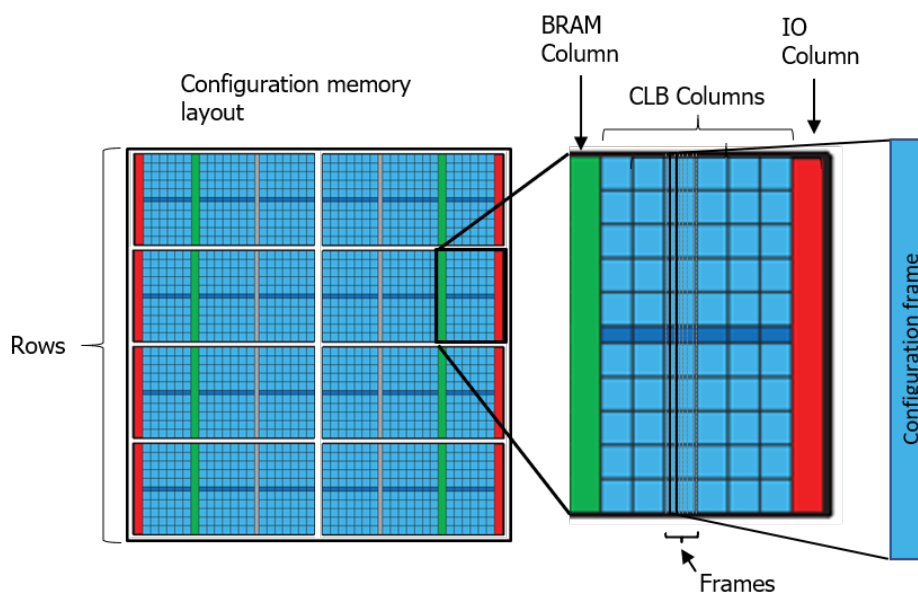 BRAM
Column
IO
Column
Configuration memory
layout
CLB Columns
Rows
Configuration frame
Frames